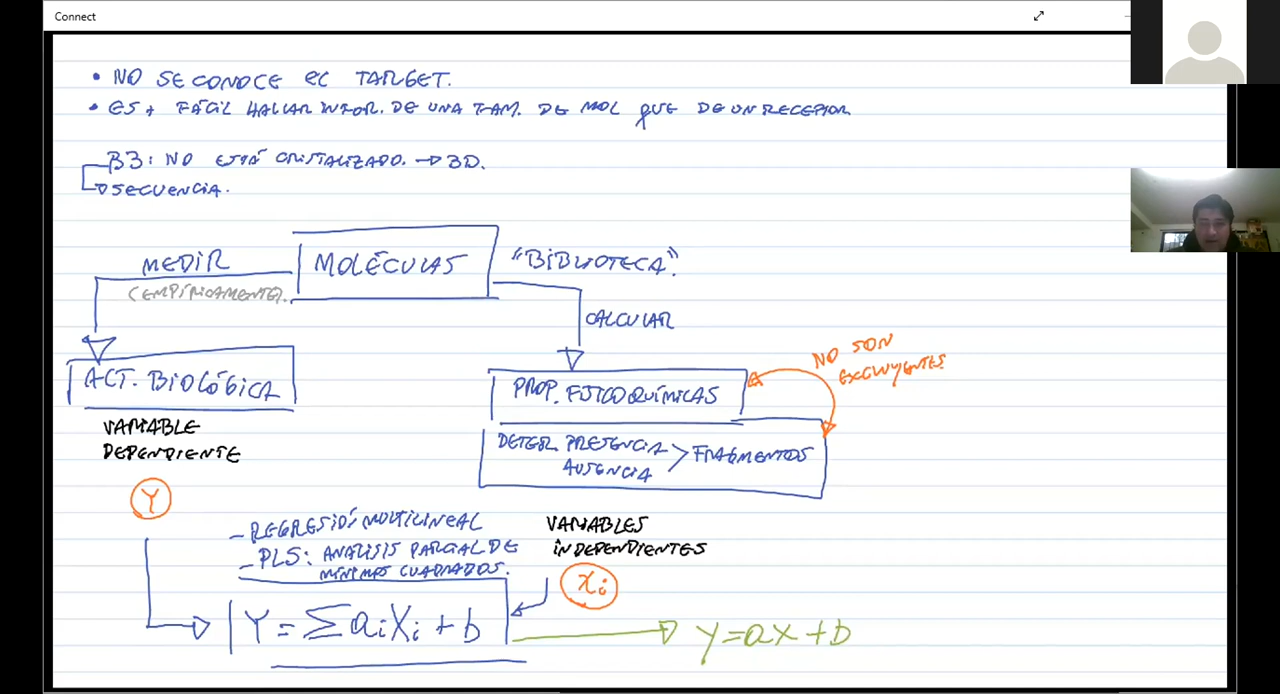 Connect
• NO SE CONOCE EL TARGET.
• ES + FÁCIL HALLAR INFOR. DE UNA FAM. DE MOL QUE DE UN RECEPTOR
B3: NO ESTÁ CRISTALIZADO. → 3D.
SECUENCIA.
MEDIR
MOLÉCULAS
"BIBLIOTECA".
(EMPÍRICAMENTE).
CALCULAR
NO SON
EXCLUYENTES.
ACT. BIOLÓGICA
PROP. FISICOQUÍMICAS
VARIABLE
DEPENDIENTE
DETER. PRESENCIA
AUSENCIA
> FRAGMENTOS
Y
- REGRESIÓN MULTILINEAL
- PLS: ANÁLISIS PARCIAL DE
MÍNIMOS CUADRADOS.
VARIABLES
INDEPENDIENTES
Xi
Y = Σ aiXi + b
Y = aX + b